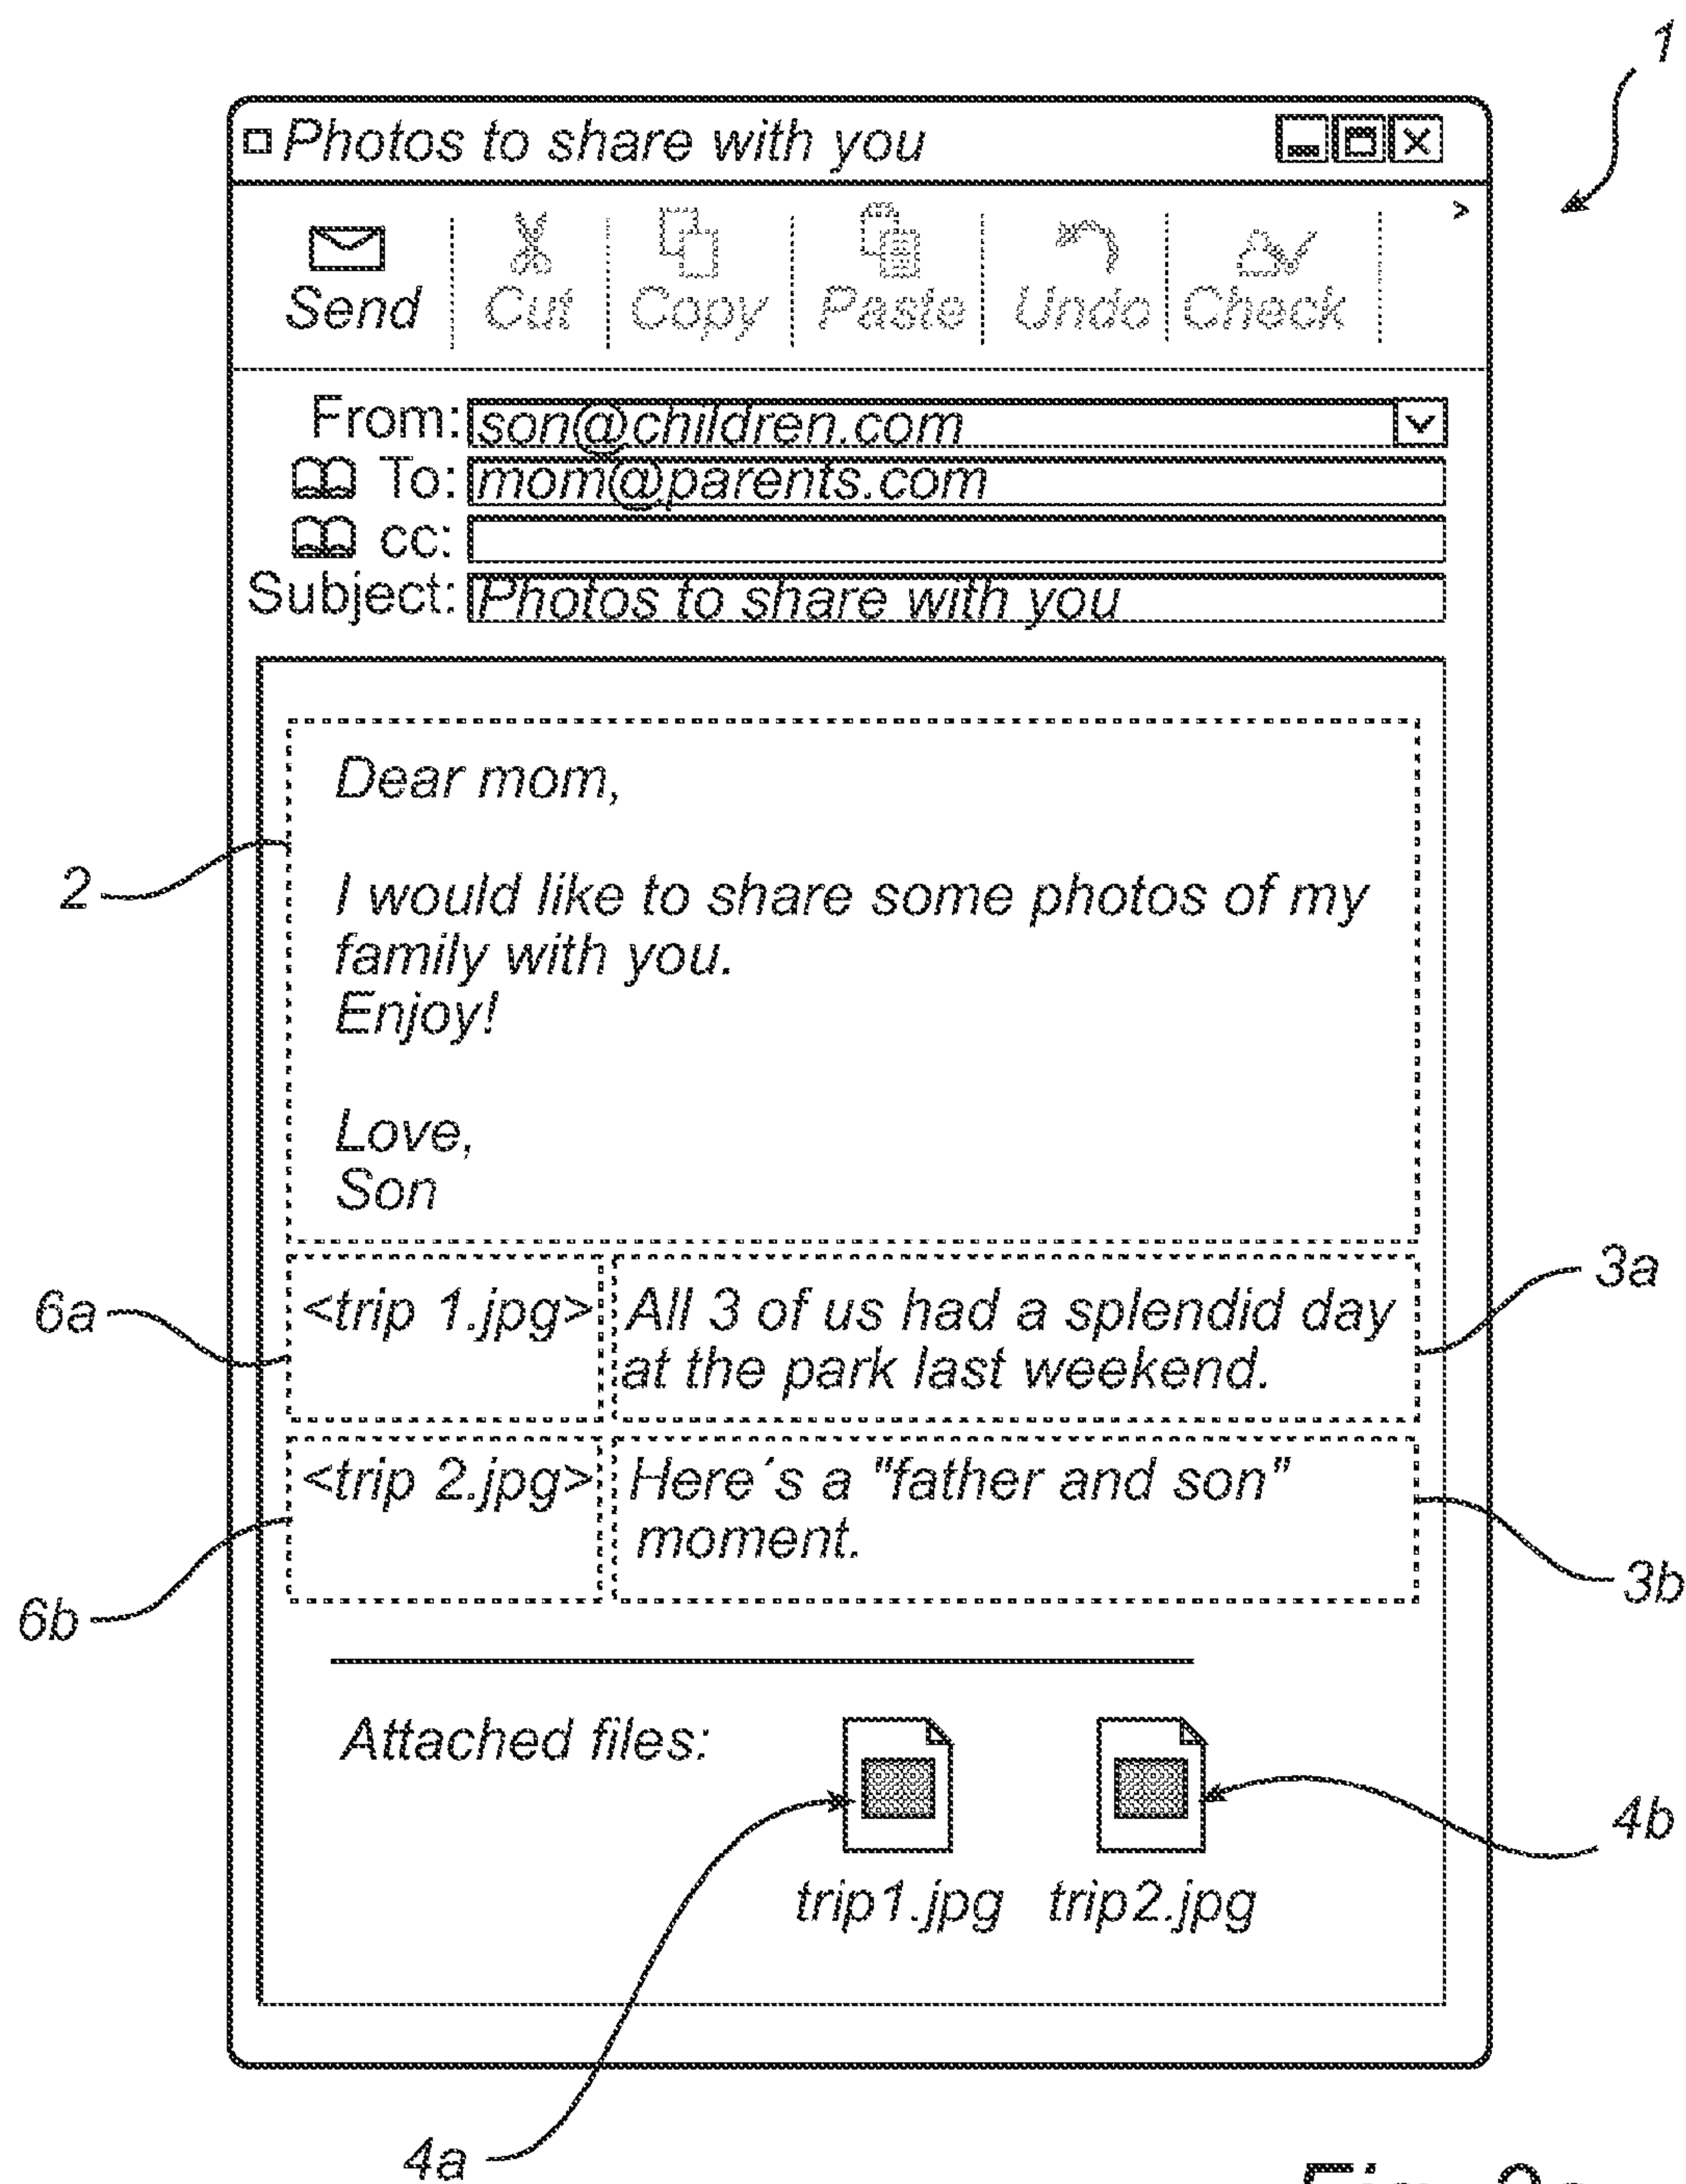 1
Photos to share with you
Send Cut Copy Paste Undo Check
From: son@children.com
To: mom@parents.com
cc:
Subject: Photos to share with you
Dear mom,
2
I would like to share some photos of my
family with you.
Enjoy!
Love,
Son
3a
6a
<trip 1.jpg> All 3 of us had a splendid day
at the park last weekend.
<trip 2.jpg> Here´s a "father and son"
moment.
3b
6b
Attached files:
4b
trip1.jpg trip2.jpg
4a